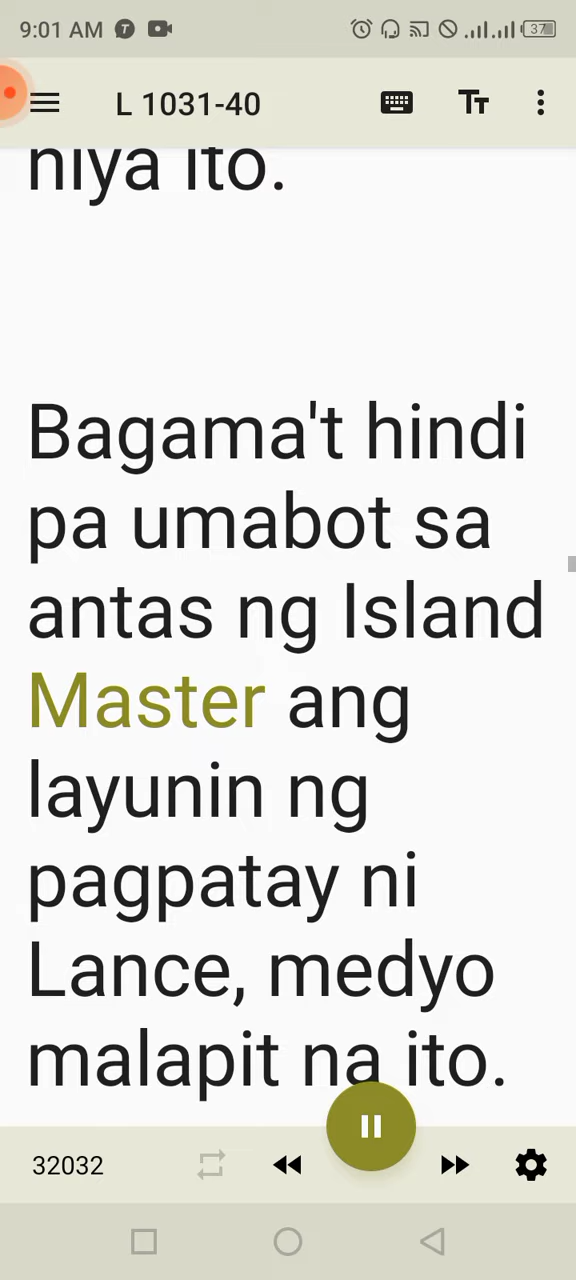 9:01 AM
37
L 1031-40
niya ito.
Bagama't hindi
pa umabot sa
antas ng Island
Master ang
layunin ng
pagpatay ni
Lance, medyo
malapit na ito.
32032